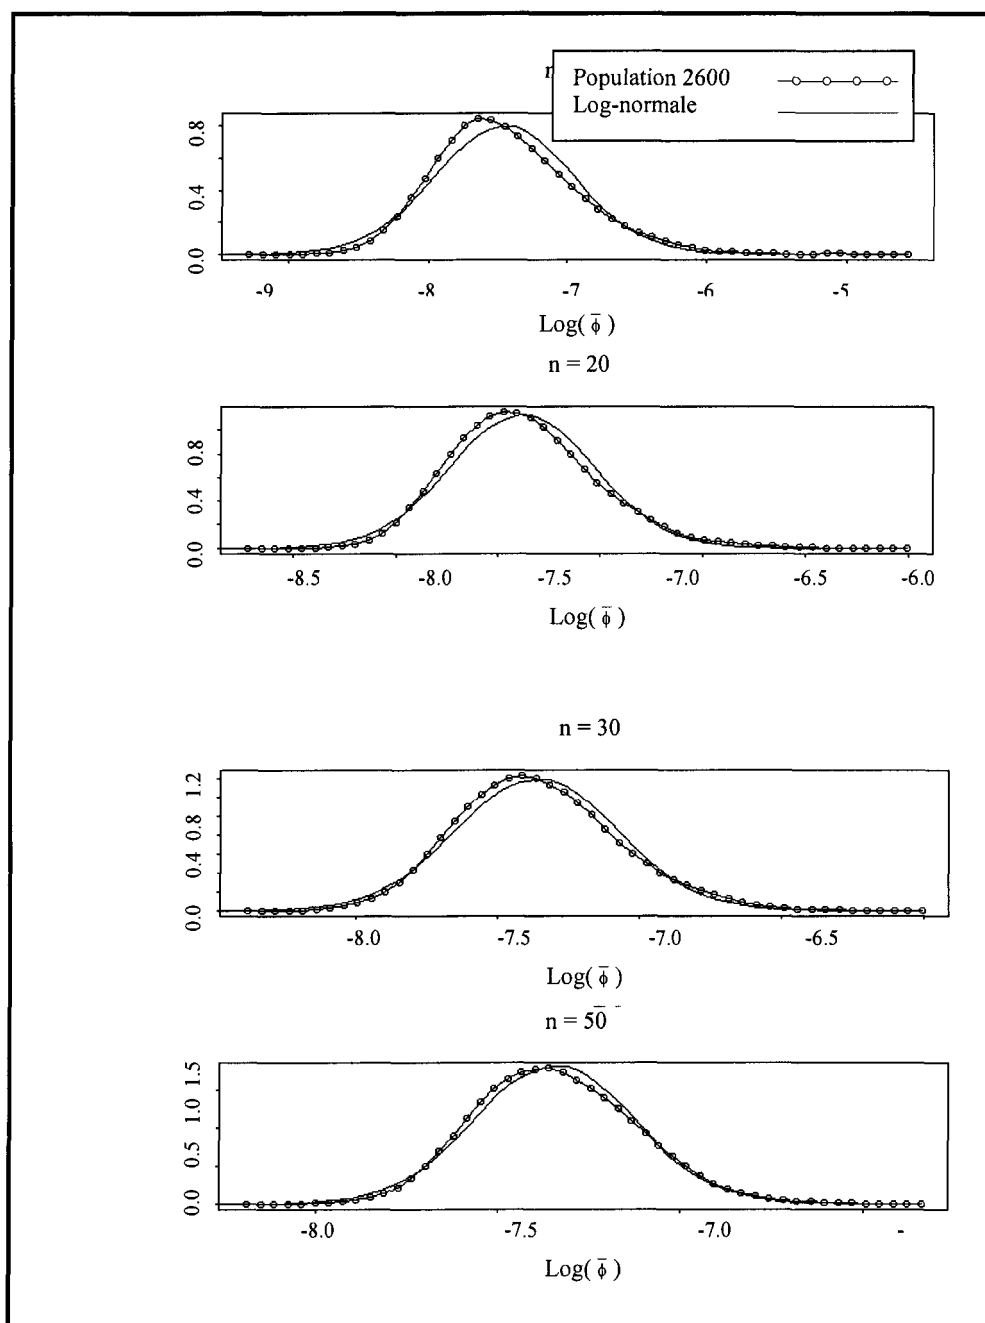 n
Population 2600
Log-normale
0.8
0.4
0.0
-9 -8 -7 -6 -5
Log( φ̄ )
n = 20
0.8
0.4
0.0
-8.5 -8.0 -7.5 -7.0 -6.5 -6.0
Log( φ̄ )
n = 30
1.2
0.8
0.4
0.0
-8.0 -7.5 -7.0 -6.5
Log( φ̄ )
n = 50
1.5
1.0
0.5
0.0
-8.0 -7.5 -7.0 -
Log( φ̄ )